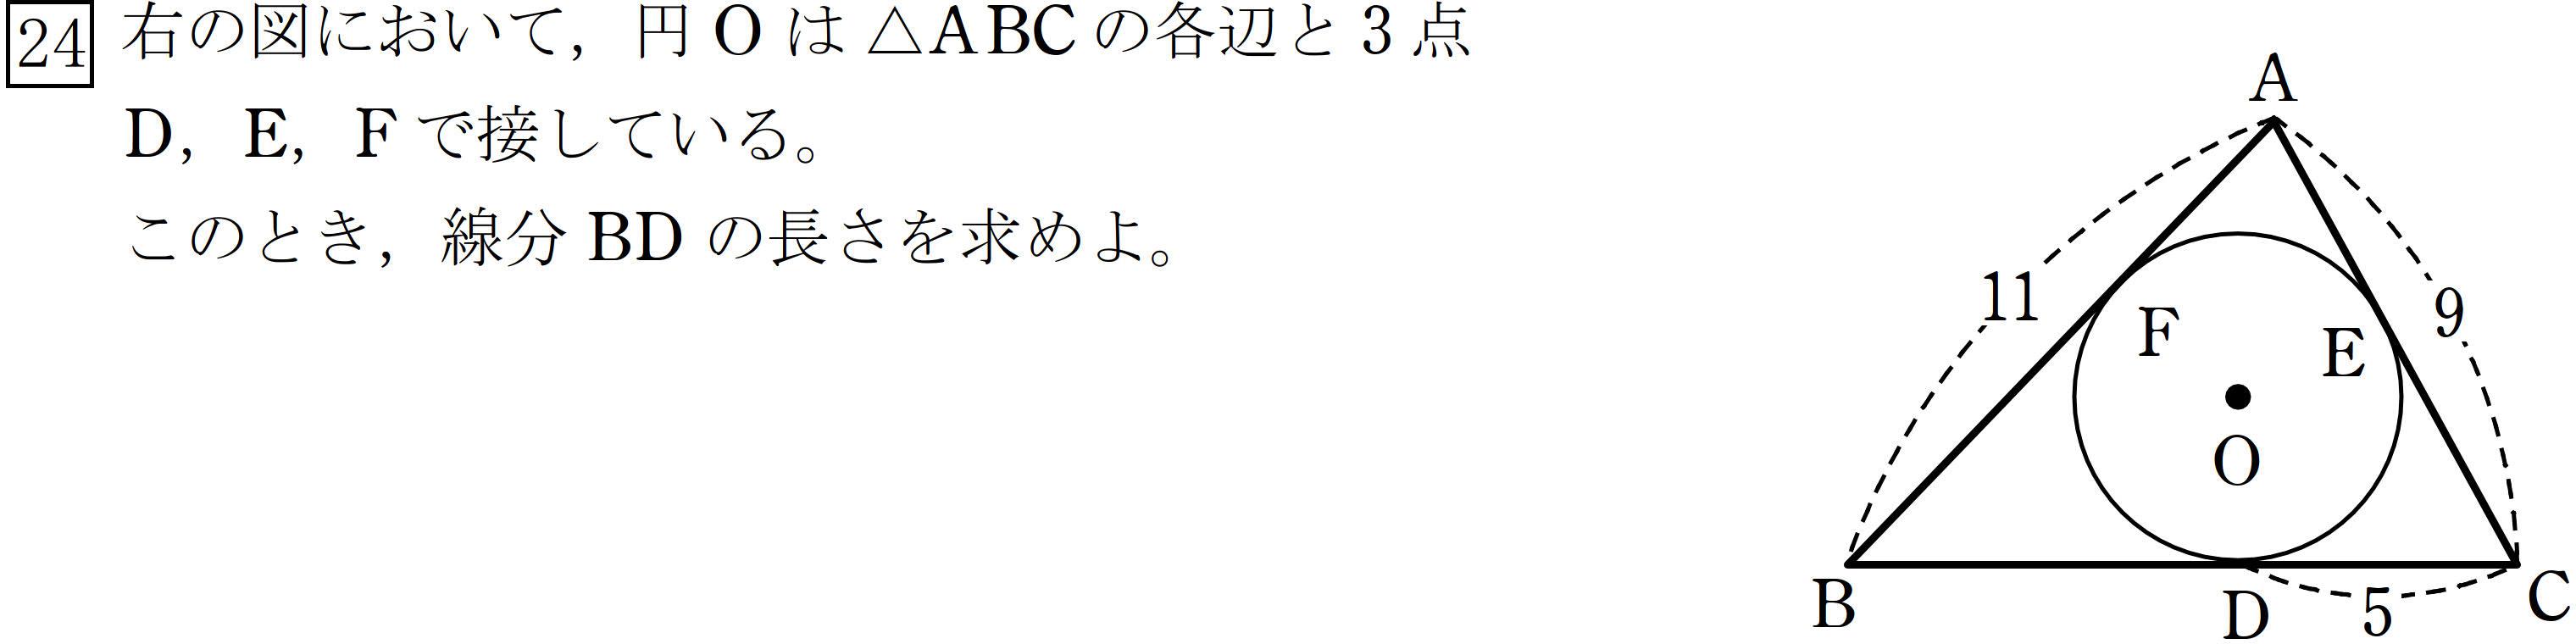 24 右の図において，円 O は △ABC の各辺と 3 点
D，E，F で接している。
このとき，線分 BD の長さを求めよ。
A
11
9
F
E
O
B
D
5
C